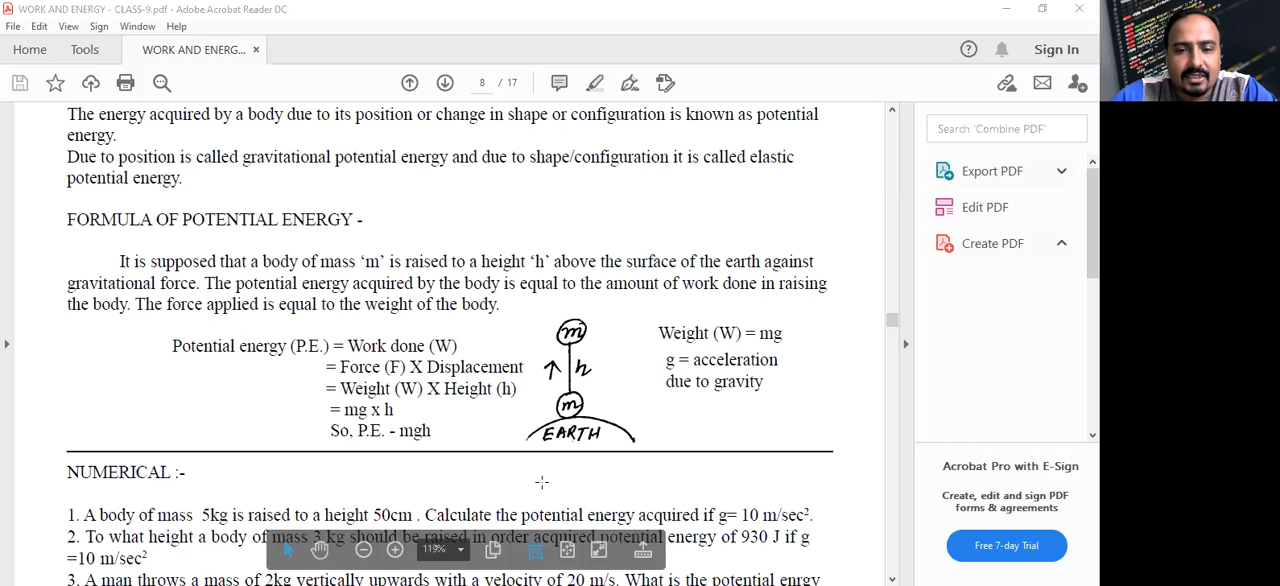 WORK AND ENERGY - CLASS-9.pdf - Adobe Acrobat Reader DC
File Edit View Sign Window Help
Home Tools WORK AND ENERG... × Sign In
8 / 17
The energy acquired by a body due to its position or change in shape or configuration is known as potential
energy.
Due to position is called gravitational potential energy and due to shape/configuration it is called elastic
potential energy.
FORMULA OF POTENTIAL ENERGY -
It is supposed that a body of mass ‘m’ is raised to a height ‘h’ above the surface of the earth against
gravitational force. The potential energy acquired by the body is equal to the amount of work done in raising
the body. The force applied is equal to the weight of the body.
Potential energy (P.E.) = Work done (W)
= Force (F) X Displacement
= Weight (W) X Height (h)
= mg x h
So, P.E. - mgh
m
h
m
EARTH
Weight (W) = mg
g = acceleration
due to gravity
NUMERICAL :-
1. A body of mass 5kg is raised to a height 50cm . Calculate the potential energy acquired if g= 10 m/sec².
2. To what height a body of mass 3 kg should be raised in order acquired potential energy of 930 J if g
=10 m/sec²
3. A man throws a mass of 2kg vertically upwards with a velocity of 20 m/s. What is the potential energy
119%
Search 'Combine PDF'
Export PDF
Edit PDF
Create PDF
Acrobat Pro with E-Sign
Create, edit and sign PDF
forms & agreements
Free 7-day Trial